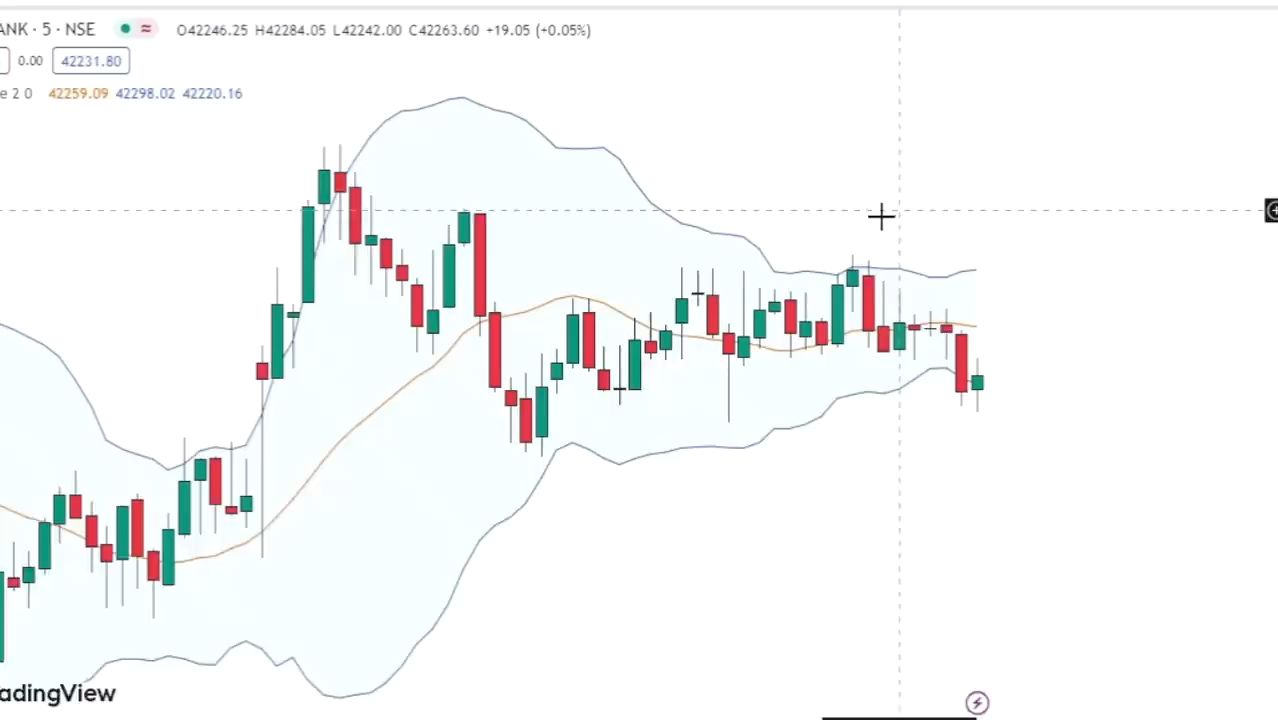 ANK · 5 · NSE O42246.25 H42284.05 L42242.00 C42263.60 +19.05 (+0.05%)
0.00 42231.80
e 2 0 42259.09 42298.02 42220.16
adingView